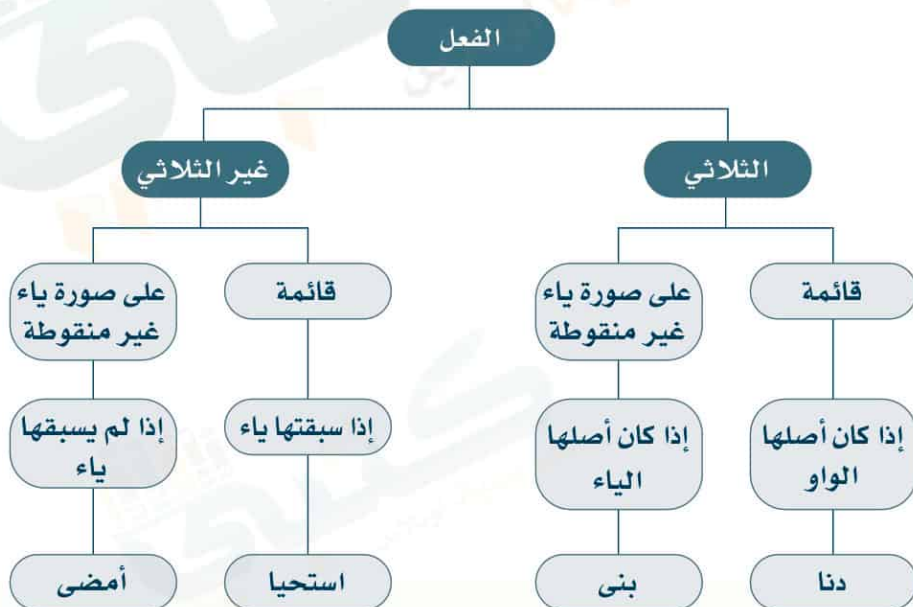 الفعل
الثلاثي
غير الثلاثي
قائمة
على صورة ياء
غير منقوطة
قائمة
على صورة ياء
غير منقوطة
إذا كان أصلها
الواو
إذا كان أصلها
الياء
إذا سبقتها ياء
إذا لم يسبقها
ياء
دنا
بنى
استحيا
أمضى